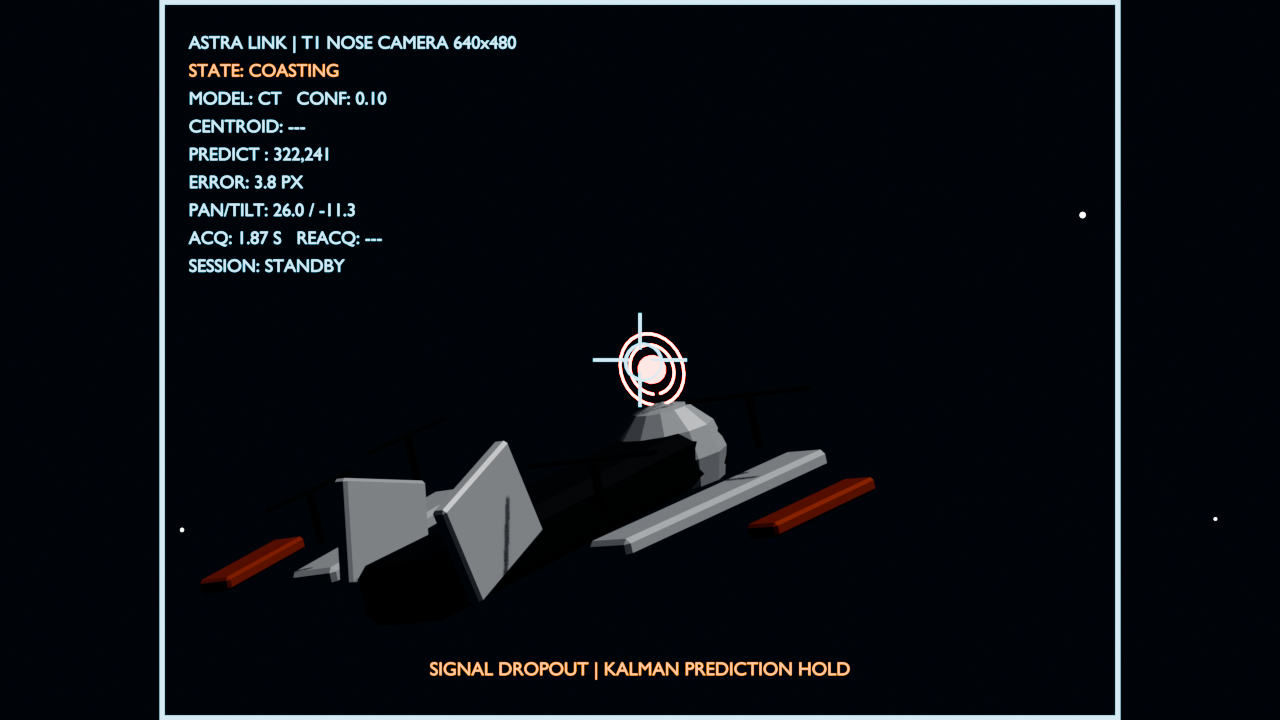 ASTRA LINK | T1 NOSE CAMERA 640x480
STATE: COASTING
MODEL: CT CONF: 0.10
CENTROID: ---
PREDICT : 322,241
ERROR: 3.8 PX
PAN/TILT: 26.0 / -11.3
ACQ: 1.87 S REACQ: ---
SESSION: STANDBY
SIGNAL DROPOUT | KALMAN PREDICTION HOLD